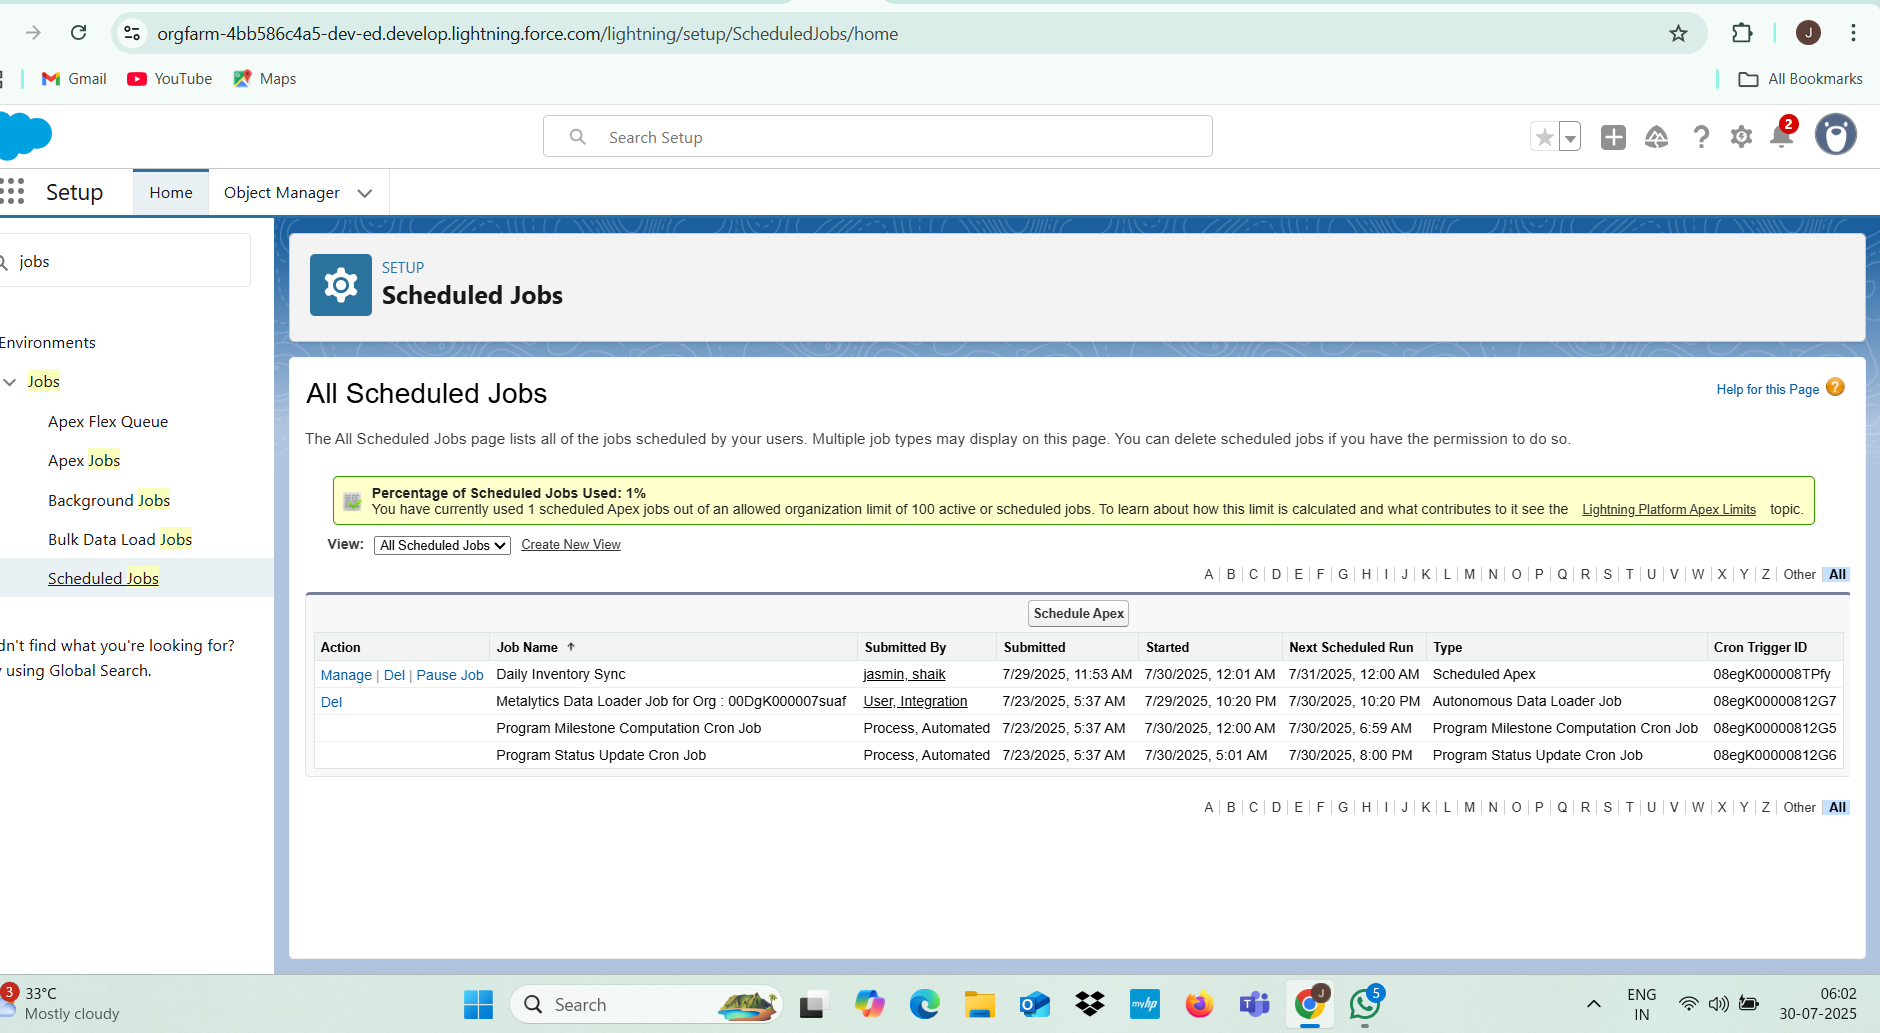 orgfarm-4bb586c4a5-dev-ed.develop.lightning.force.com/lightning/setup/ScheduledJobs/home
J
Gmail
YouTube
Maps
All Bookmarks
Search Setup
2
Setup
Home
Object Manager
jobs
Environments
Jobs
Apex Flex Queue
Apex Jobs
Background Jobs
Bulk Data Load Jobs
Scheduled Jobs
dn't find what you're looking for?
using Global Search.
SETUP
Scheduled Jobs
All Scheduled Jobs
Help for this Page ?
The All Scheduled Jobs page lists all of the jobs scheduled by your users. Multiple job types may display on this page. You can delete scheduled jobs if you have the permission to do so.
Percentage of Scheduled Jobs Used: 1%
You have currently used 1 scheduled Apex jobs out of an allowed organization limit of 100 active or scheduled jobs. To learn about how this limit is calculated and what contributes to it see the Lightning Platform Apex Limits topic.
View: All Scheduled Jobs Create New View
A | B | C | D | E | F | G | H | I | J | K | L | M | N | O | P | Q | R | S | T | U | V | W | X | Y | Z | Other | All
Schedule Apex
Action Job Name ↑ Submitted By Submitted Started Next Scheduled Run Type Cron Trigger ID
Manage | Del | Pause Job Daily Inventory Sync jasmin, shaik 7/29/2025, 11:53 AM 7/30/2025, 12:01 AM 7/31/2025, 12:00 AM Scheduled Apex 08egK000008TPfy
Del Metalytics Data Loader Job for Org : 00DgK000007suaf User, Integration 7/23/2025, 5:37 AM 7/29/2025, 10:20 PM 7/30/2025, 10:20 PM Autonomous Data Loader Job 08egK00000812G7
Program Milestone Computation Cron Job Process, Automated 7/23/2025, 5:37 AM 7/30/2025, 12:00 AM 7/30/2025, 6:59 AM Program Milestone Computation Cron Job 08egK00000812G5
Program Status Update Cron Job Process, Automated 7/23/2025, 5:37 AM 7/30/2025, 5:01 AM 7/30/2025, 8:00 PM Program Status Update Cron Job 08egK00000812G6
A | B | C | D | E | F | G | H | I | J | K | L | M | N | O | P | Q | R | S | T | U | V | W | X | Y | Z | Other | All
3
33°C
Mostly cloudy
Search
myhp
T
J
5
ENG
IN
06:02
30-07-2025